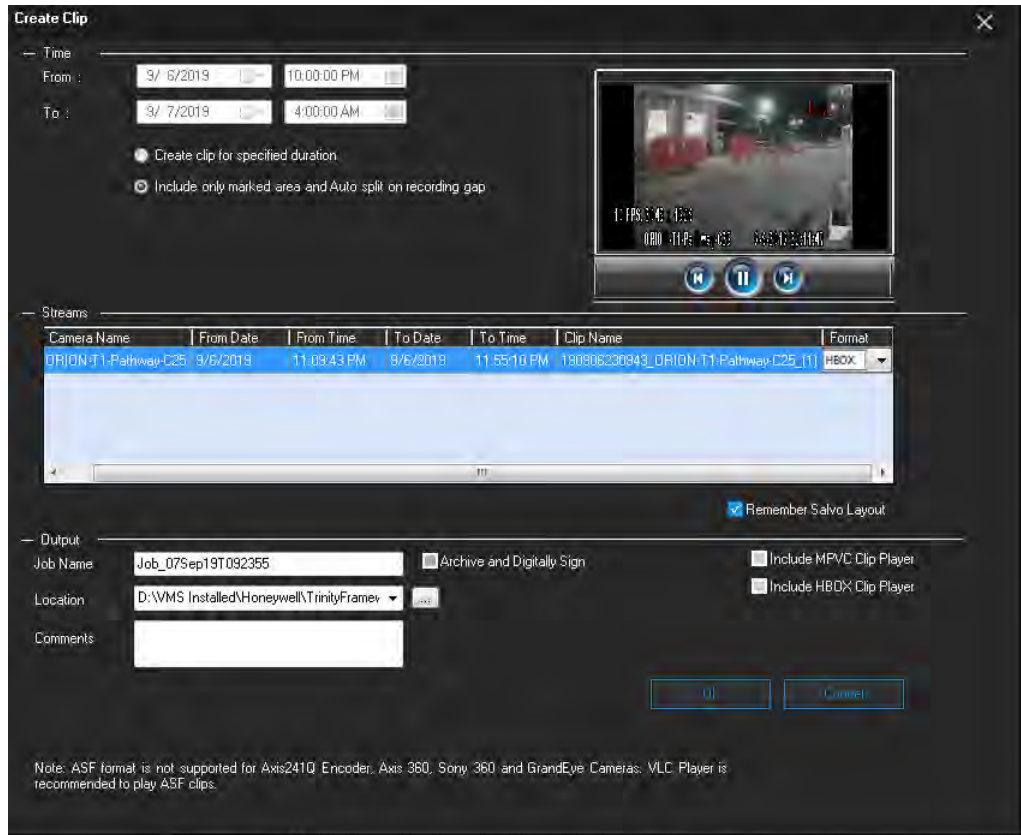 Create Clip
Time
From :
9/ 6/2019
10:00:00 PM
To :
9/ 7/2019
4:00:00 AM
Create clip for specified duration
Include only marked area and Auto split on recording gap
Streams
Camera Name From Date From Time To Date To Time Clip Name Format
ORION-T1-Pathway-C25 9/6/2019 11:09:43 PM 9/6/2019 11:55:10 PM 190906230943_ORION-T1-Pathway-C25_[1] HBOX
Remember Salvo Layout
Output
Job Name
Job_07Sep19T092355
Archive and Digitally Sign
Include MPVC Clip Player
Location
D:\VMS Installed\Honeywell\TrinityFramew
...
Include HBOX Clip Player
Comments
Cancel
Note: ASF format is not supported for Axis241Q Encoder, Axis 360, Sony 360 and GrandEye Cameras. VLC Player is
recommended to play ASF clips.